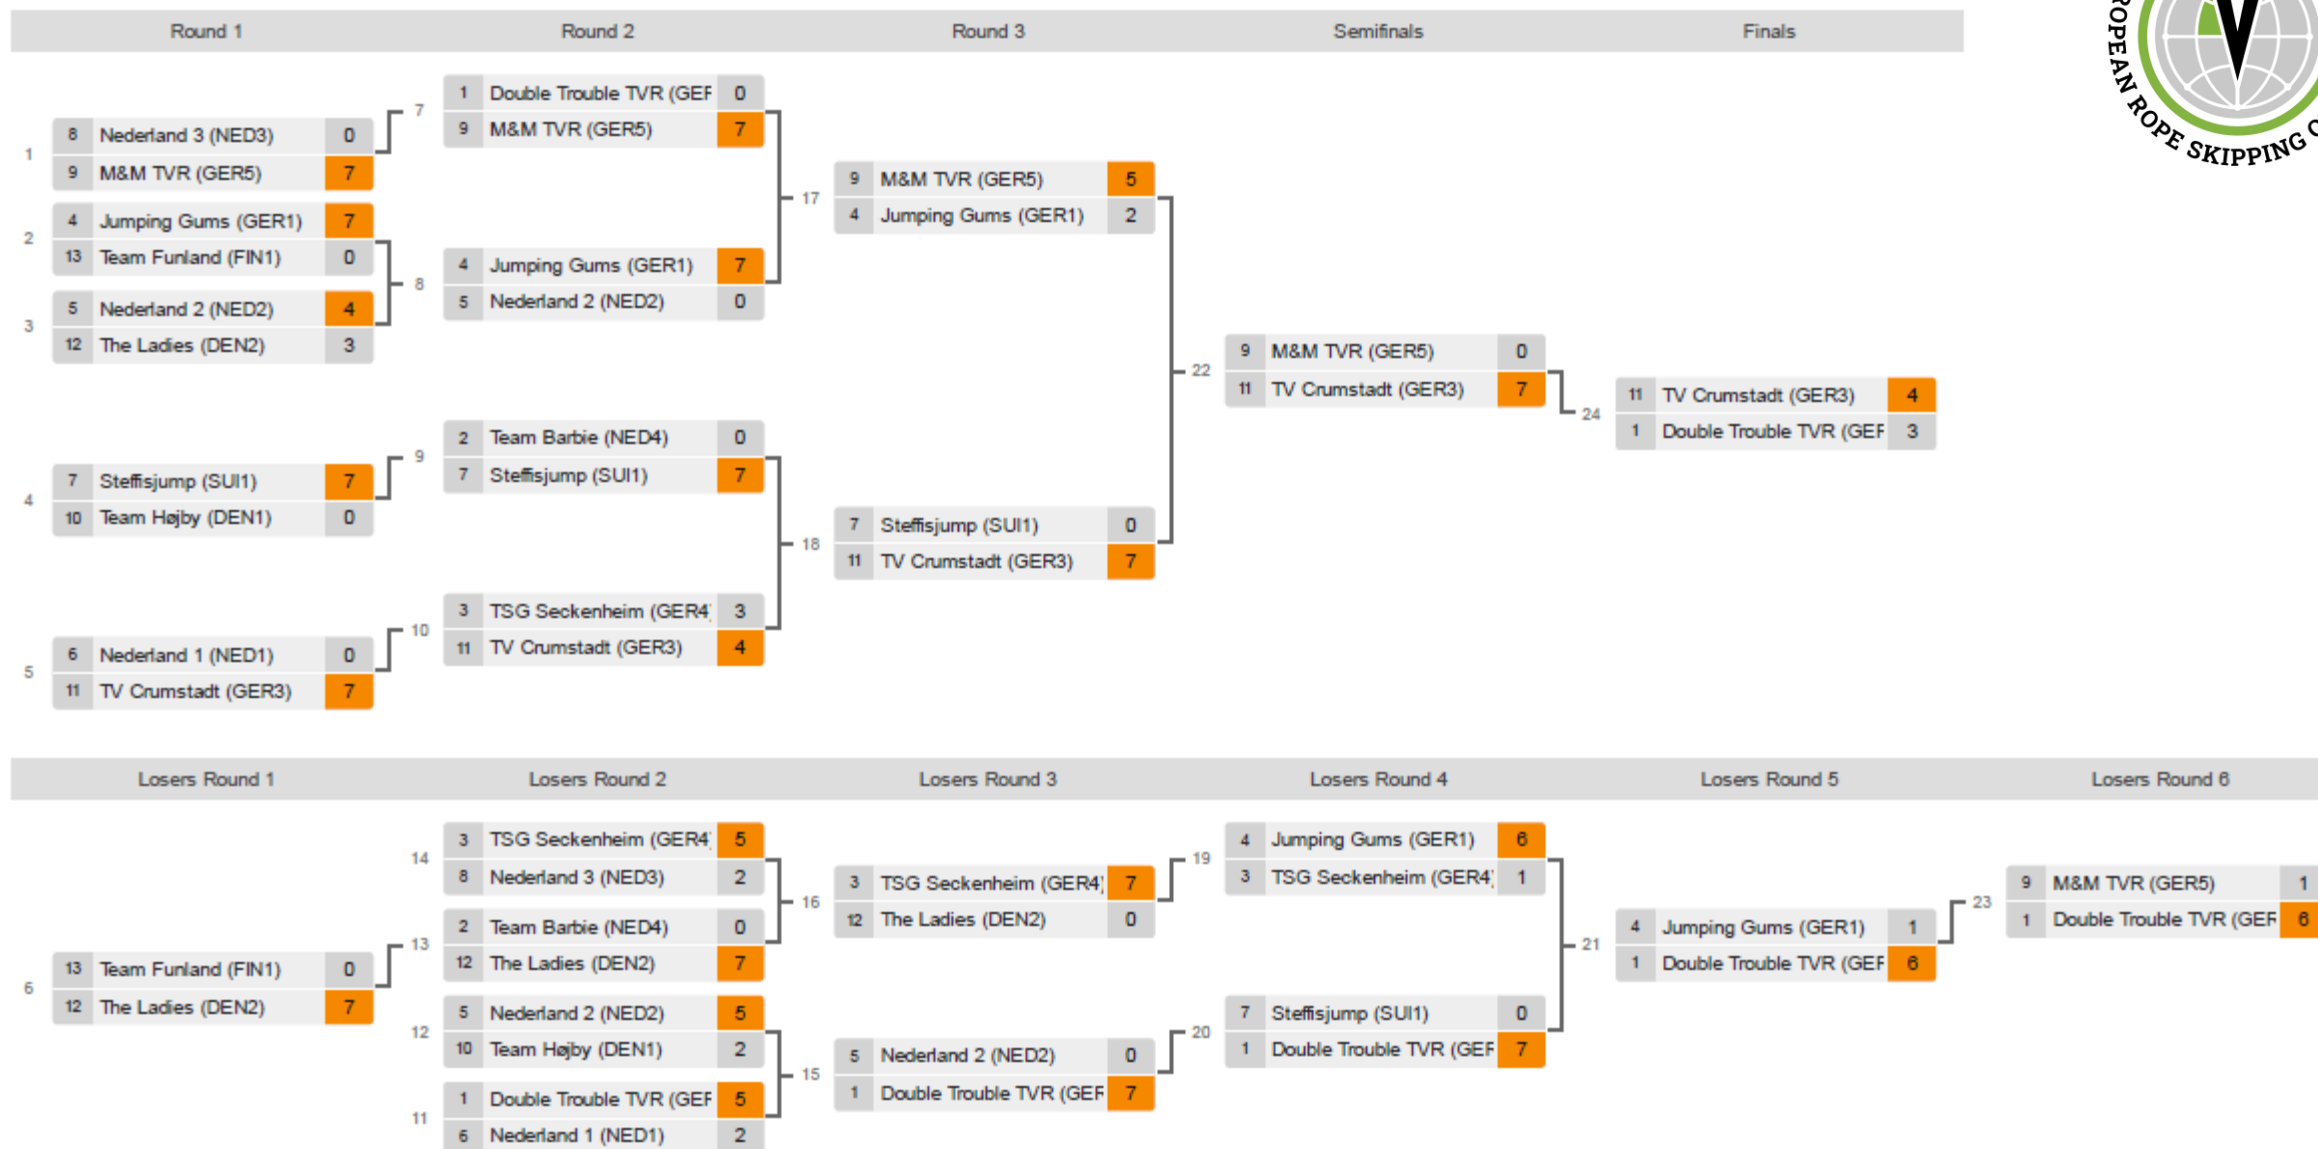 Round 1 Round 2 Round 3 Semifinals Finals
1
8 Nederland 3 (NED3) 0
9 M&M TVR (GER5) 7
2
4 Jumping Gums (GER1) 7
13 Team Funland (FIN1) 0
3
5 Nederland 2 (NED2) 4
12 The Ladies (DEN2) 3
4
7 Steffisjump (SUI1) 7
10 Team Højby (DEN1) 0
5
6 Nederland 1 (NED1) 0
11 TV Crumstadt (GER3) 7
7
1 Double Trouble TVR (GER 0
9 M&M TVR (GER5) 7
8
4 Jumping Gums (GER1) 7
5 Nederland 2 (NED2) 0
9
2 Team Barbie (NED4) 0
7 Steffisjump (SUI1) 7
10
3 TSG Seckenheim (GER4) 3
11 TV Crumstadt (GER3) 4
17
9 M&M TVR (GER5) 5
4 Jumping Gums (GER1) 2
18
7 Steffisjump (SUI1) 0
11 TV Crumstadt (GER3) 7
22
9 M&M TVR (GER5) 0
11 TV Crumstadt (GER3) 7
24
11 TV Crumstadt (GER3) 4
1 Double Trouble TVR (GER 3
ROPEAN ROPE SKIPPING O
Losers Round 1 Losers Round 2 Losers Round 3 Losers Round 4 Losers Round 5 Losers Round 6
6
13 Team Funland (FIN1) 0
12 The Ladies (DEN2) 7
14
3 TSG Seckenheim (GER4) 5
8 Nederland 3 (NED3) 2
13
2 Team Barbie (NED4) 0
12 The Ladies (DEN2) 7
12
5 Nederland 2 (NED2) 5
10 Team Højby (DEN1) 2
11
1 Double Trouble TVR (GER 5
6 Nederland 1 (NED1) 2
16
3 TSG Seckenheim (GER4) 7
12 The Ladies (DEN2) 0
15
5 Nederland 2 (NED2) 0
1 Double Trouble TVR (GER 7
19
4 Jumping Gums (GER1) 6
3 TSG Seckenheim (GER4) 1
20
7 Steffisjump (SUI1) 0
1 Double Trouble TVR (GER 7
21
4 Jumping Gums (GER1) 1
1 Double Trouble TVR (GER 6
23
9 M&M TVR (GER5) 1
1 Double Trouble TVR (GER 6